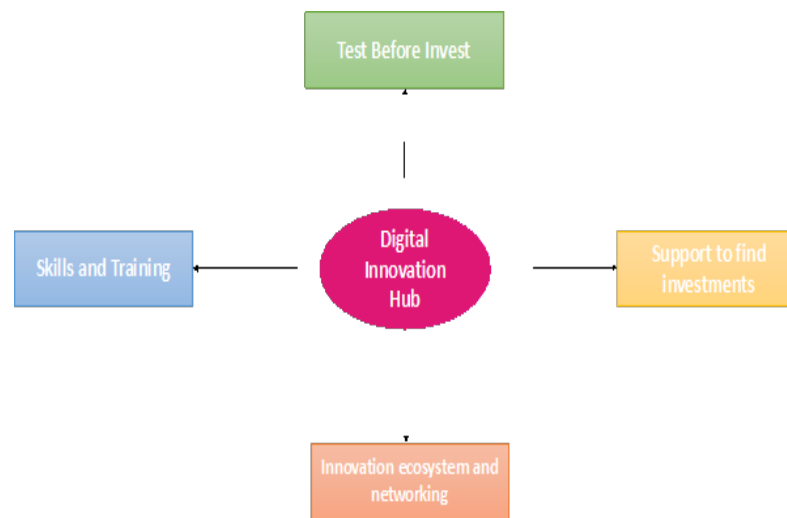 Test Before Invest
Digital
Innovation
Hub
Skills and Training
Support to find
investments
Innovation ecosystem and
networking